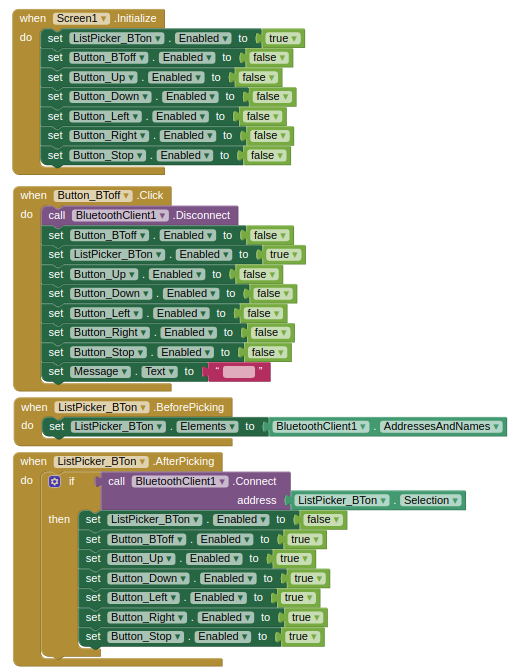 when Screen1 .Initialize
do set ListPicker_BTon . Enabled to true
set Button_BToff . Enabled to false
set Button_Up . Enabled to false
set Button_Down . Enabled to false
set Button_Left . Enabled to false
set Button_Right . Enabled to false
set Button_Stop . Enabled to false
when Button_BToff .Click
do call BluetoothClient1 .Disconnect
set Button_BToff . Enabled to false
set ListPicker_BTon . Enabled to true
set Button_Up . Enabled to false
set Button_Down . Enabled to false
set Button_Left . Enabled to false
set Button_Right . Enabled to false
set Button_Stop . Enabled to false
set Message . Text to " "
when ListPicker_BTon .BeforePicking
do set ListPicker_BTon . Elements to BluetoothClient1 . AddressesAndNames
when ListPicker_BTon .AfterPicking
do if call BluetoothClient1 .Connect
address ListPicker_BTon . Selection
then set ListPicker_BTon . Enabled to false
set Button_BToff . Enabled to true
set Button_Up . Enabled to true
set Button_Down . Enabled to true
set Button_Left . Enabled to true
set Button_Right . Enabled to true
set Button_Stop . Enabled to true